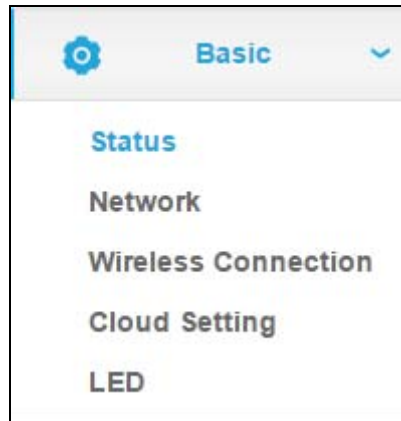 Basic
Status
Network
Wireless Connection
Cloud Setting
LED